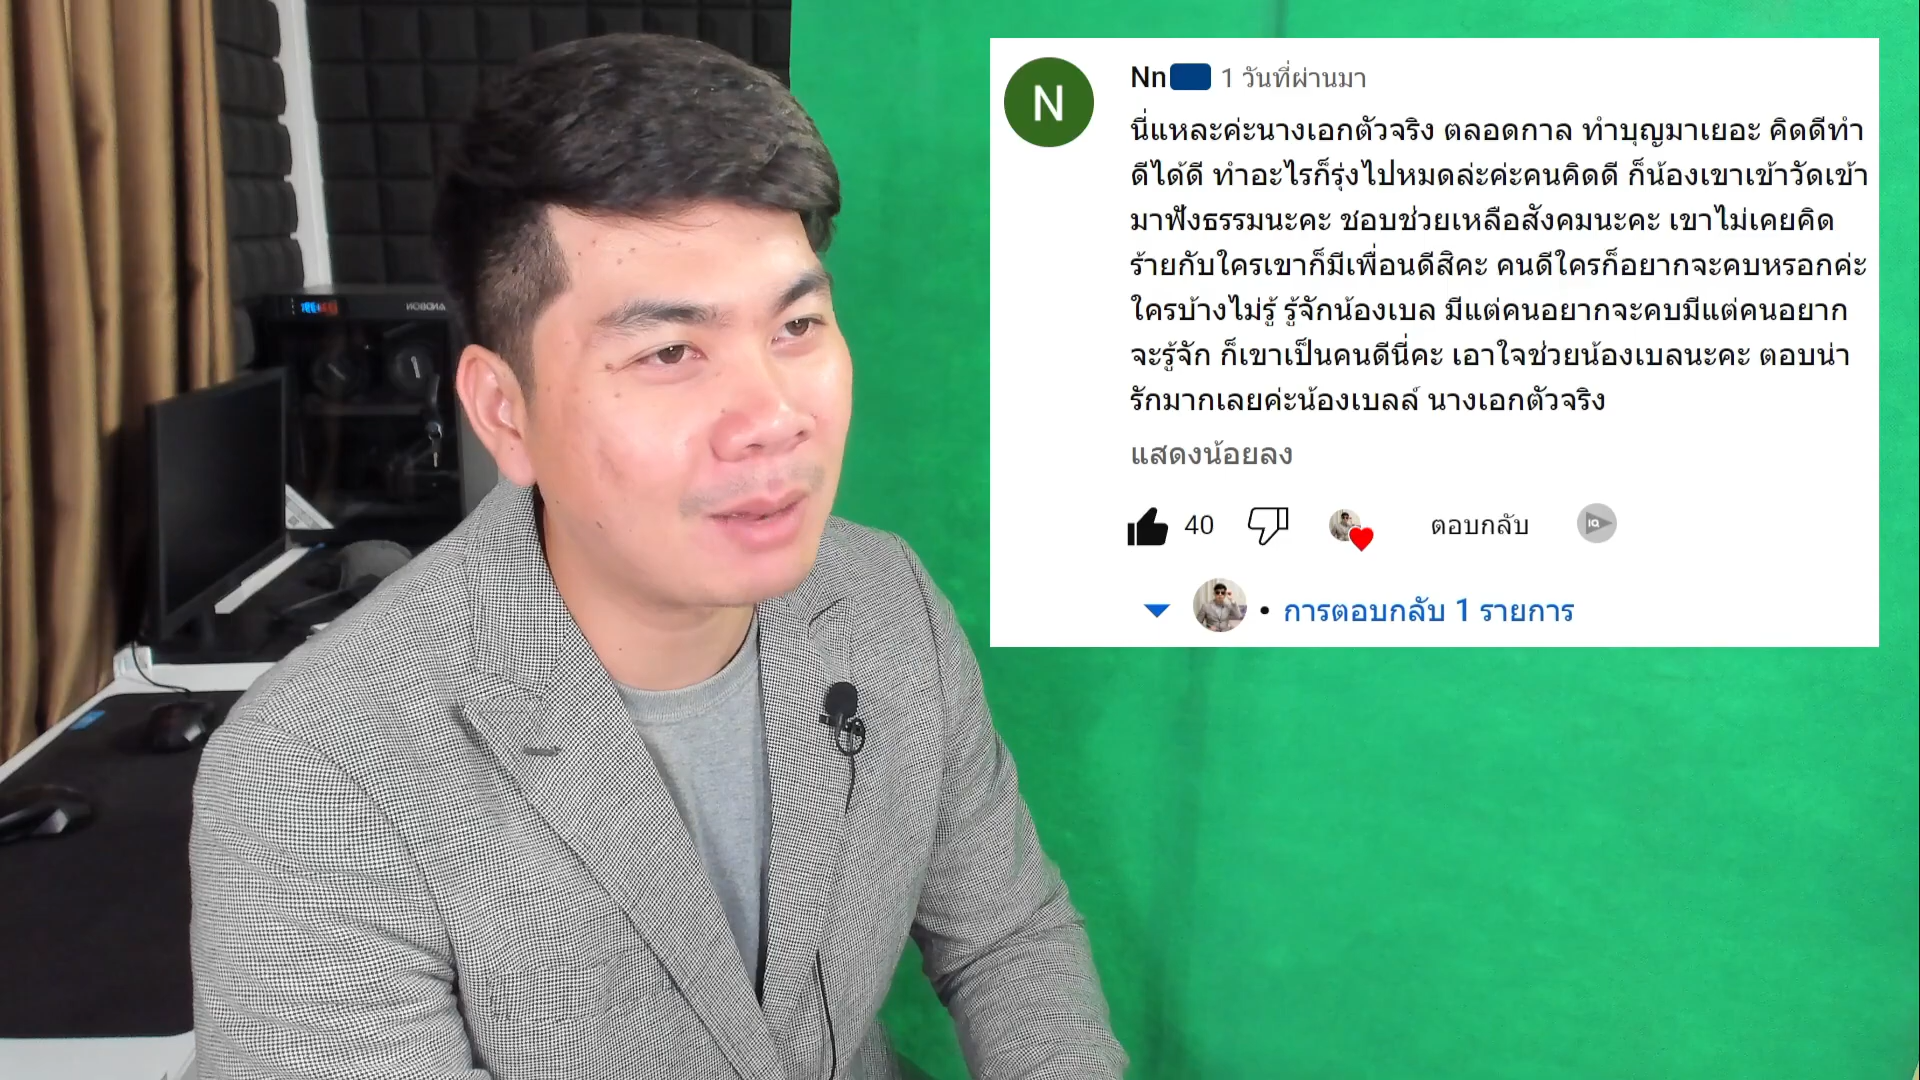 Nn 1 วันที่ผ่านมา
นี่แหละค่ะนางเอกตัวจริง ตลอดกาล ทำบุญมาเยอะ คิดดีทำ
ดีได้ดี ทำอะไรก็รุ่งไปหมดล่ะค่ะคนคิดดี ก็น้องเขาเข้าวัดเข้า
มาฟังธรรมนะคะ ชอบช่วยเหลือสังคมนะคะ เขาไม่เคยคิด
ร้ายกับใครเขาก็มีเพื่อนดีสิคะ คนดีใครก็อยากจะคบหรอกค่ะ
ใครบ้างไม่รู้ รู้จักน้องเบล มีแต่คนอยากจะคบมีแต่คนอยาก
จะรู้จัก ก็เขาเป็นคนดีนี่คะ เอาใจช่วยน้องเบลนะคะ ตอบน่า
รักมากเลยค่ะน้องเบลล์ นางเอกตัวจริง
แสดงน้อยลง
40 ตอบกลับ
• การตอบกลับ 1 รายการ
N